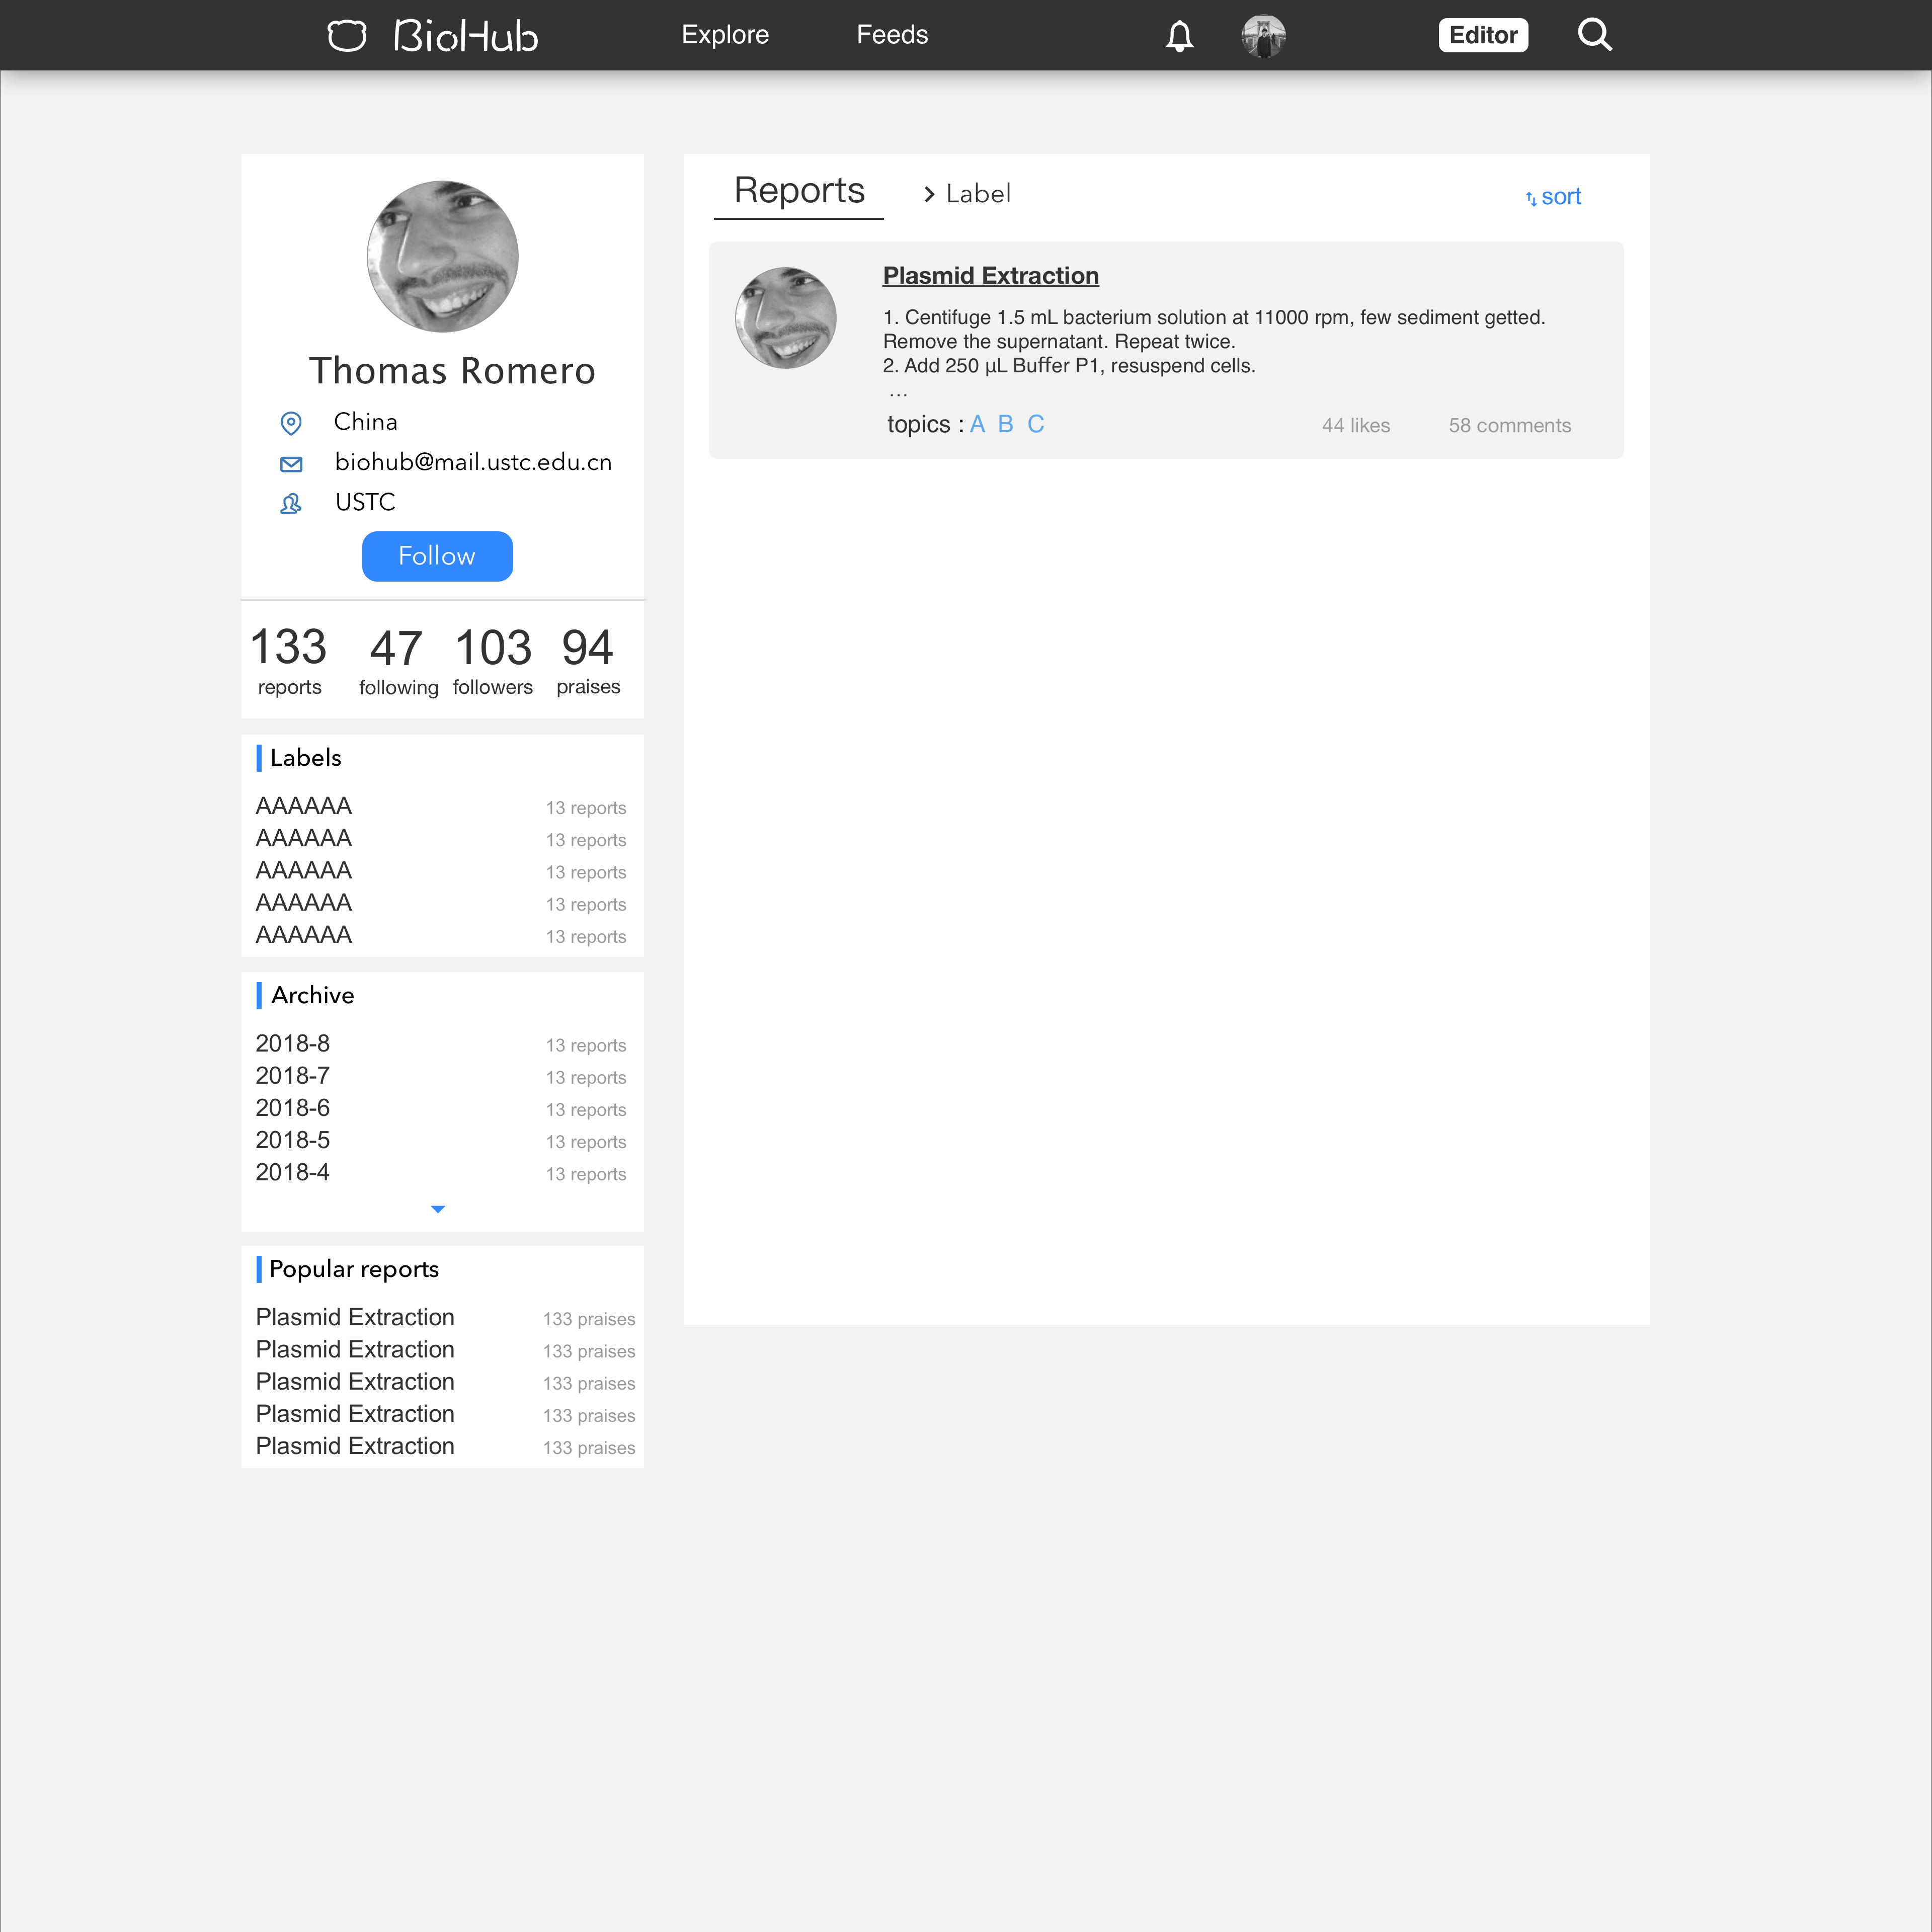 BioHub Explore Feeds Editor
Thomas Romero
China
biohub@mail.ustc.edu.cn
USTC
Follow
133 47 103 94
reports following followers praises
Labels
AAAAAA 13 reports
AAAAAA 13 reports
AAAAAA 13 reports
AAAAAA 13 reports
AAAAAA 13 reports
Archive
2018-8 13 reports
2018-7 13 reports
2018-6 13 reports
2018-5 13 reports
2018-4 13 reports
Popular reports
Plasmid Extraction 133 praises
Plasmid Extraction 133 praises
Plasmid Extraction 133 praises
Plasmid Extraction 133 praises
Plasmid Extraction 133 praises
Reports > Label sort
Plasmid Extraction
1. Centifuge 1.5 mL bacterium solution at 11000 rpm, few sediment getted.
Remove the supernatant. Repeat twice.
2. Add 250 μL Buffer P1, resuspend cells.
...
topics : A B C 44 likes 58 comments